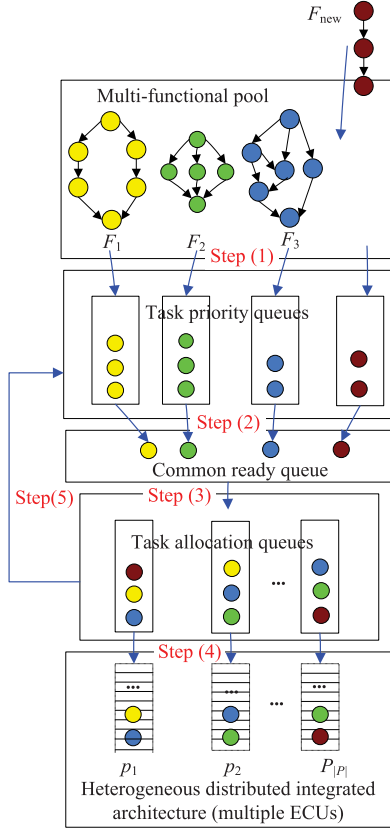 F_new
Multi-functional pool
F_1
F_2
F_3
Step (1)
Task priority queues
Step (2)
Common ready queue
Step(5)
Step (3)
Task allocation queues
...
Step (4)
...
...
...
...
p_1
p_2
P_|P|
Heterogeneous distributed integrated
architecture (multiple ECUs)